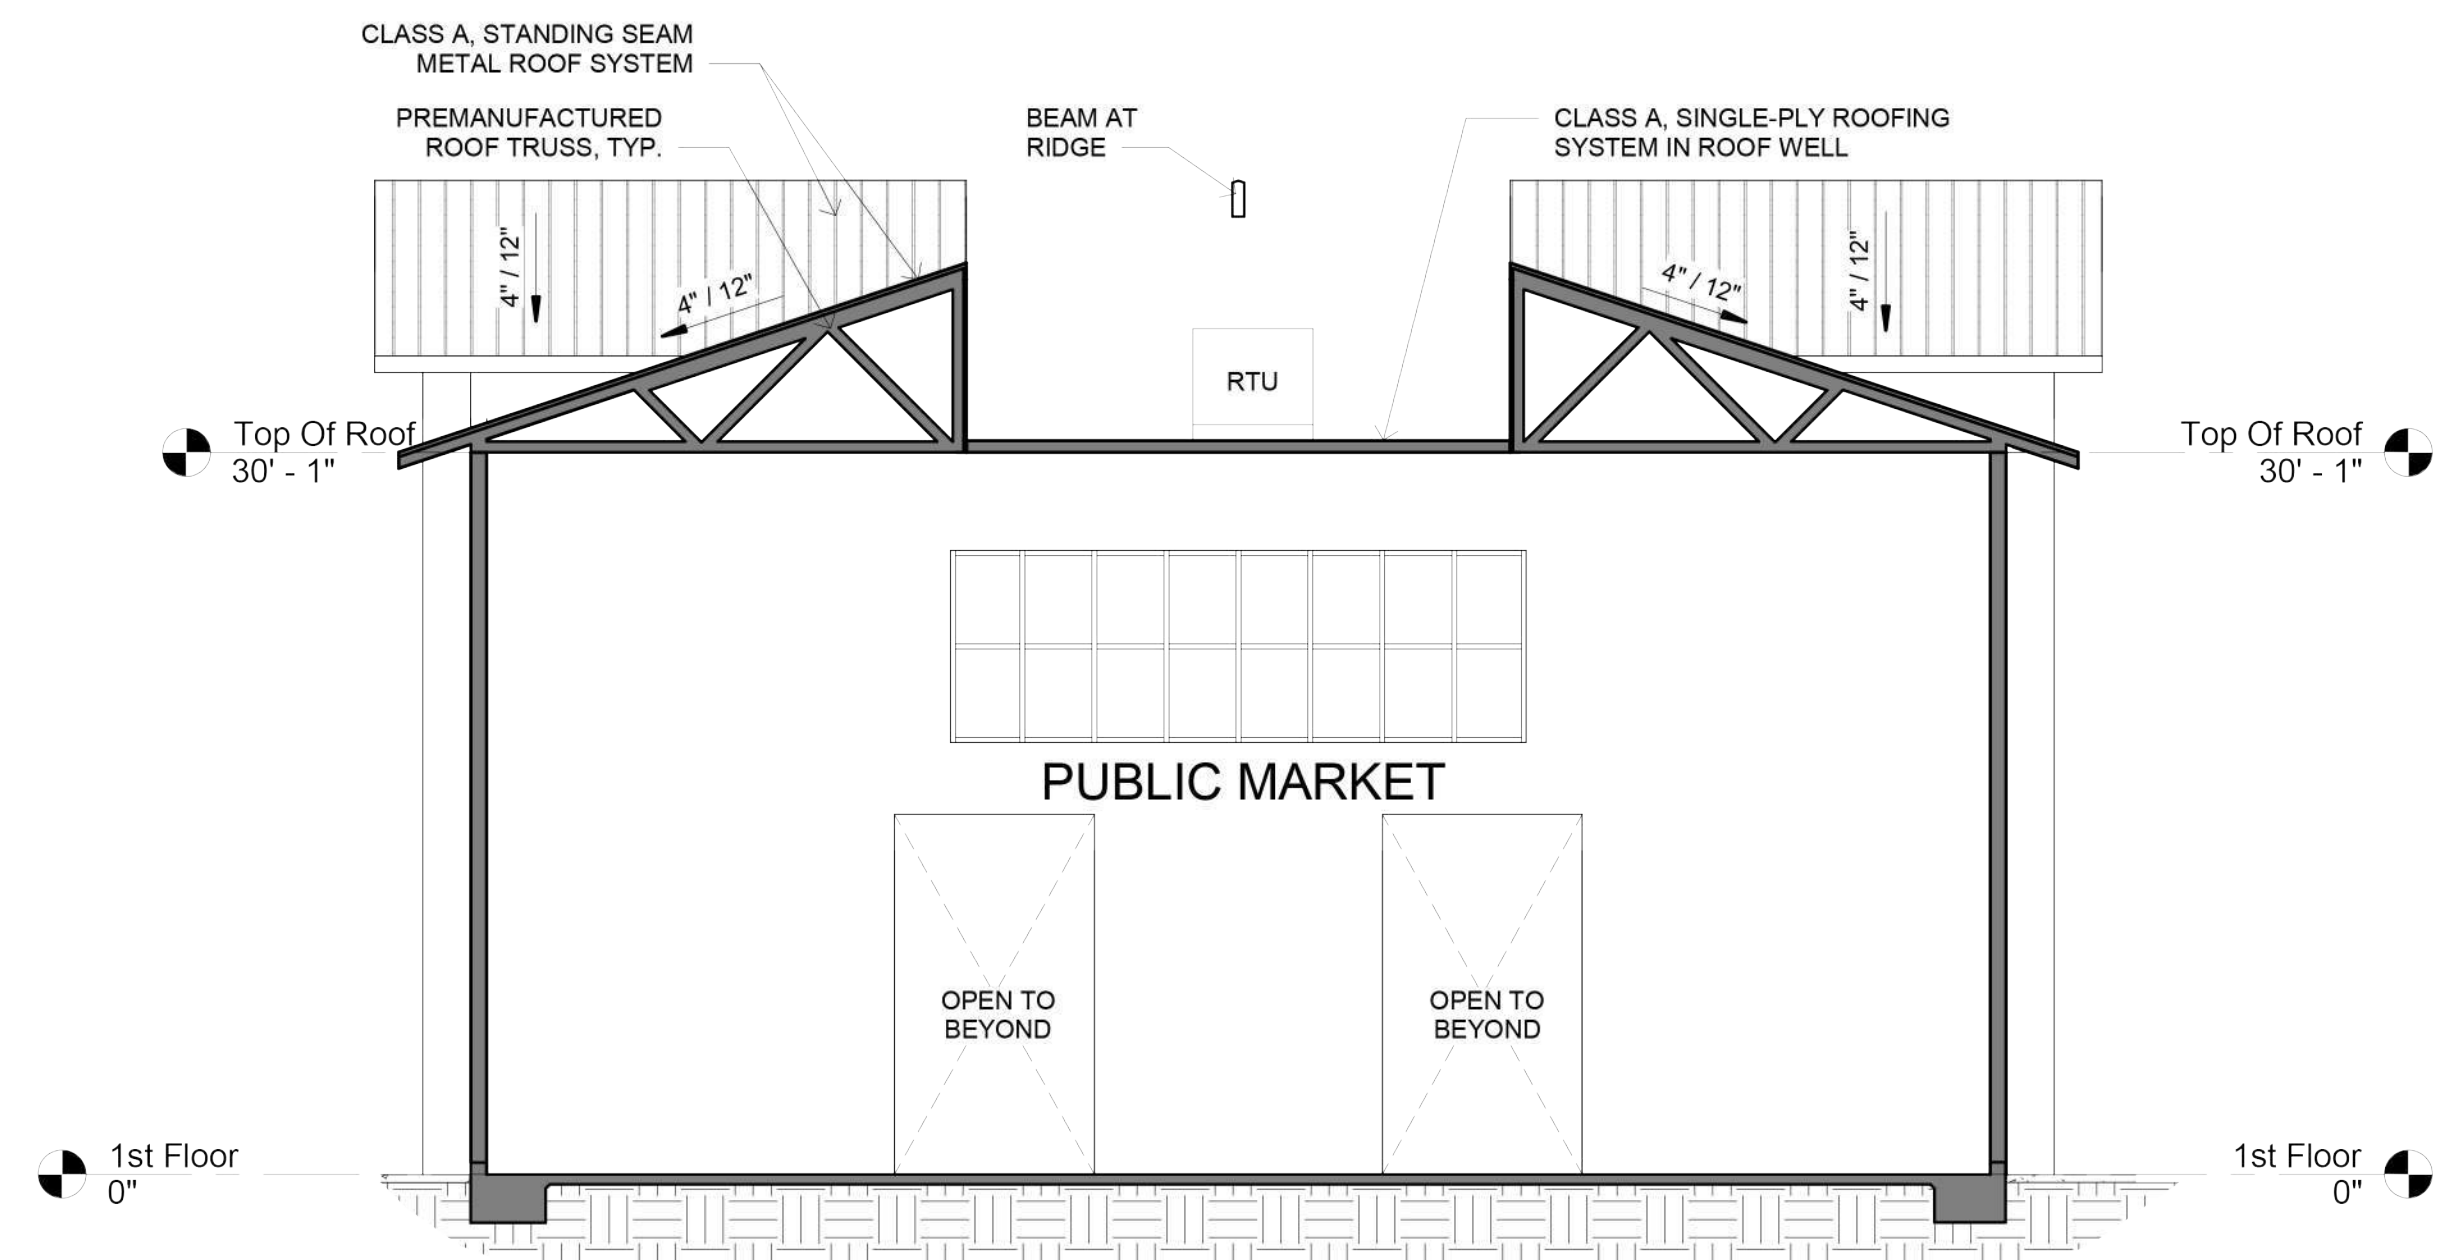 CLASS A, STANDING SEAM
METAL ROOF SYSTEM
PREMANUFACTURED
ROOF TRUSS, TYP.
BEAM AT
RIDGE
CLASS A, SINGLE-PLY ROOFING
SYSTEM IN ROOF WELL
4" / 12"
4" / 12"
4" / 12"
4" / 12"
RTU
Top Of Roof
30' - 1"
Top Of Roof
30' - 1"
PUBLIC MARKET
OPEN TO
BEYOND
OPEN TO
BEYOND
1st Floor
0"
1st Floor
0"